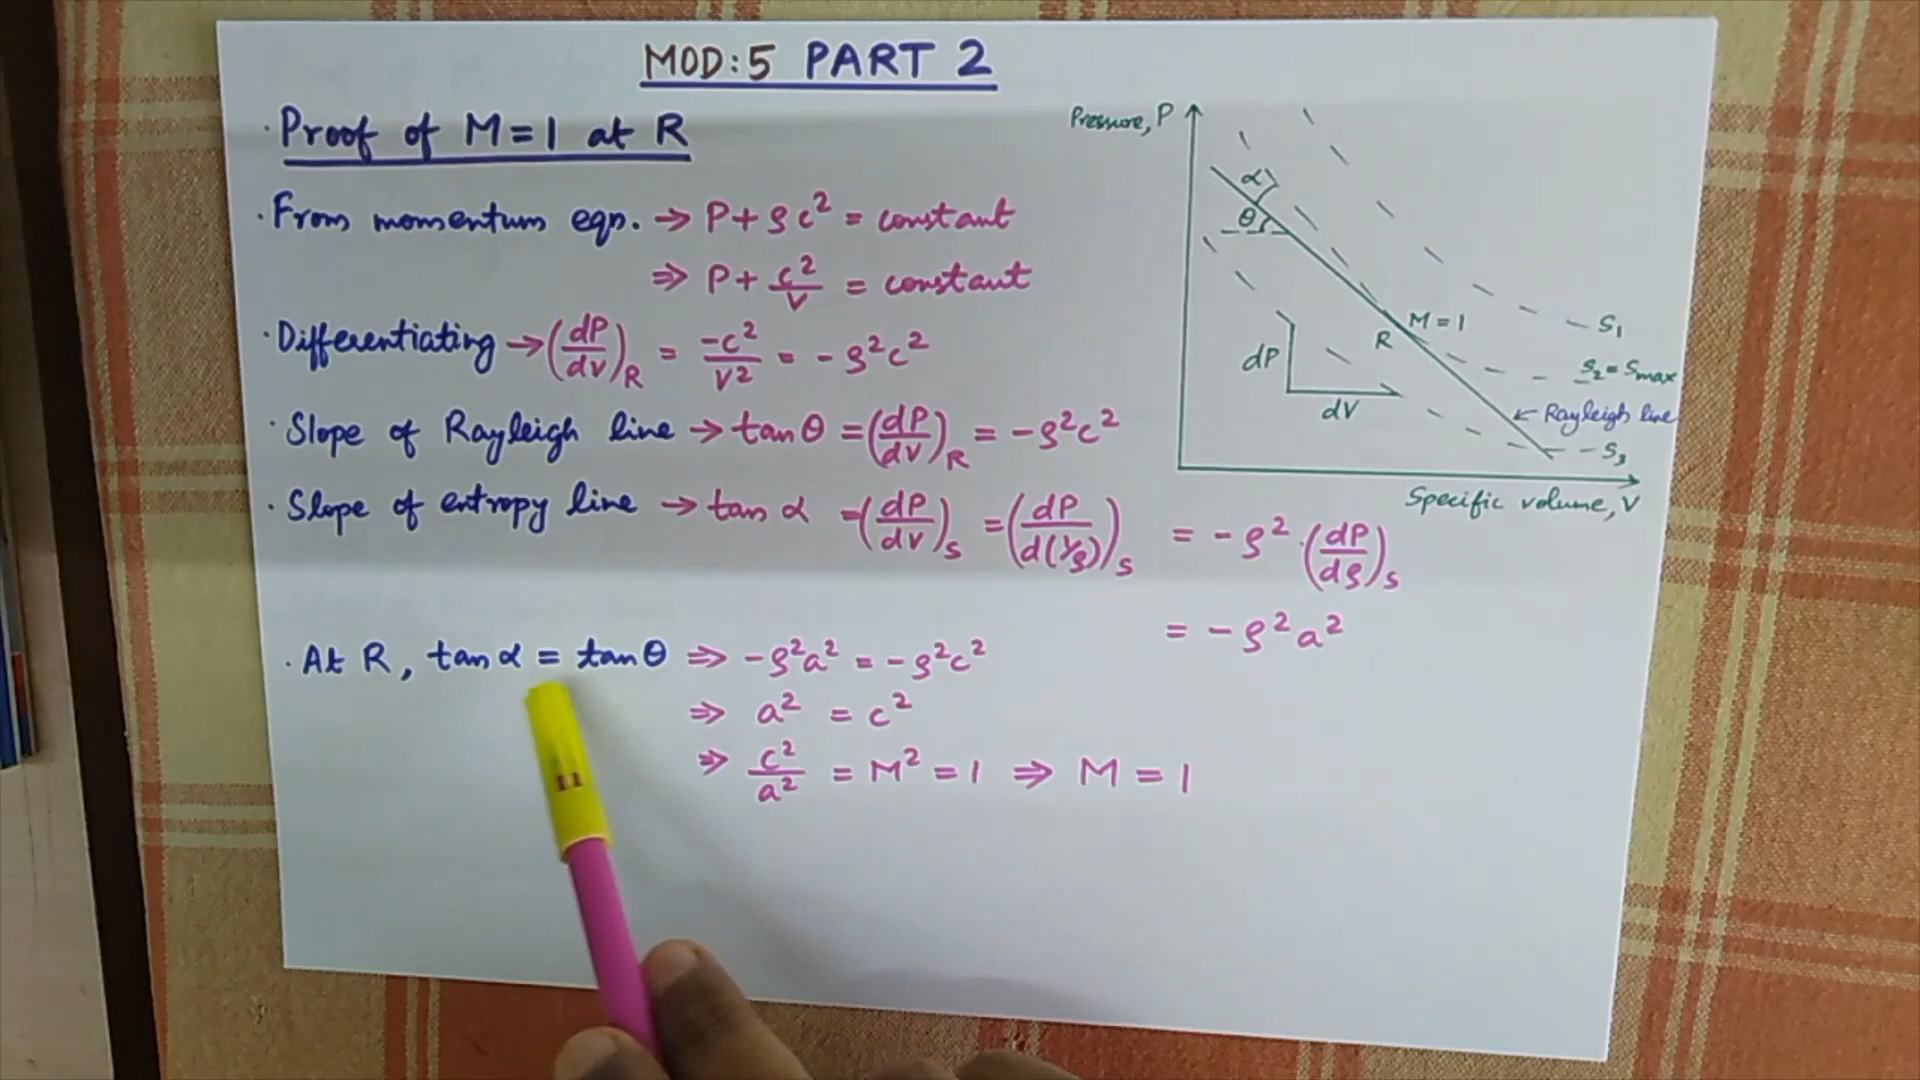 MOD:5 PART 2
· Proof of M=1 at R
· From momentum eqn. → P + ρc² = constant
⇒ P + c²/v = constant
· Differentiating → (dP/dv)_R = -c²/v² = -ρ²c²
· Slope of Rayleigh line → tan θ = (dP/dv)_R = -ρ²c²
· Slope of entropy line → tan α = (dP/dv)_s = (dP/d(1/ρ))_s = -ρ² · (dP/dρ)_s
= -ρ²a²
· At R, tan α = tan θ ⇒ -ρ²a² = -ρ²c²
⇒ a² = c²
⇒ c²/a² = M² = 1 ⇒ M = 1
Pressure, P
α
θ
M = 1
R
S₁
S₂ = Smax
dP
dV
← Rayleigh line
S₃
Specific volume, V